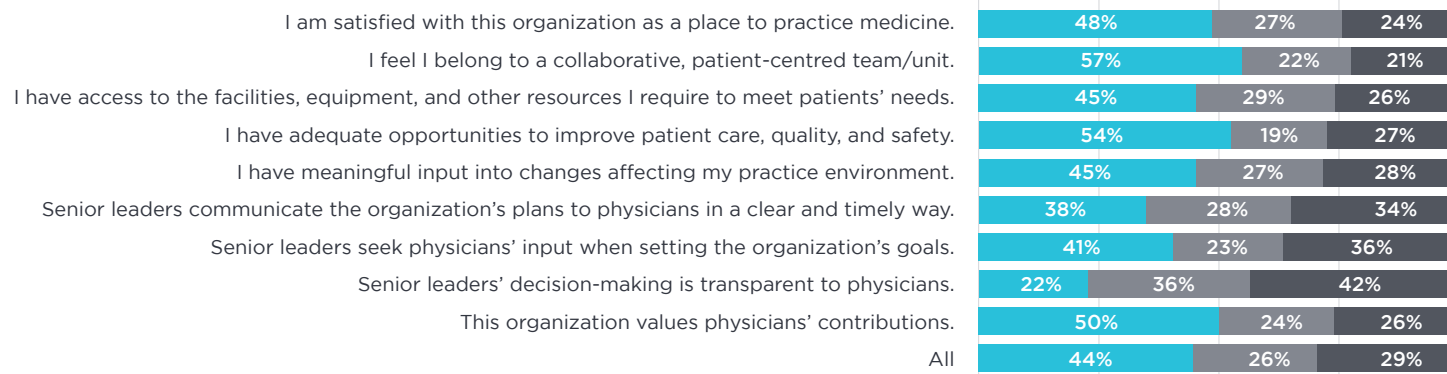 I am satisfied with this organization as a place to practice medicine. 48% 27% 24%
I feel I belong to a collaborative, patient-centred team/unit. 57% 22% 21%
I have access to the facilities, equipment, and other resources I require to meet patients’ needs. 45% 29% 26%
I have adequate opportunities to improve patient care, quality, and safety. 54% 19% 27%
I have meaningful input into changes affecting my practice environment. 45% 27% 28%
Senior leaders communicate the organization’s plans to physicians in a clear and timely way. 38% 28% 34%
Senior leaders seek physicians’ input when setting the organization’s goals. 41% 23% 36%
Senior leaders’ decision-making is transparent to physicians. 22% 36% 42%
This organization values physicians’ contributions. 50% 24% 26%
All 44% 26% 29%